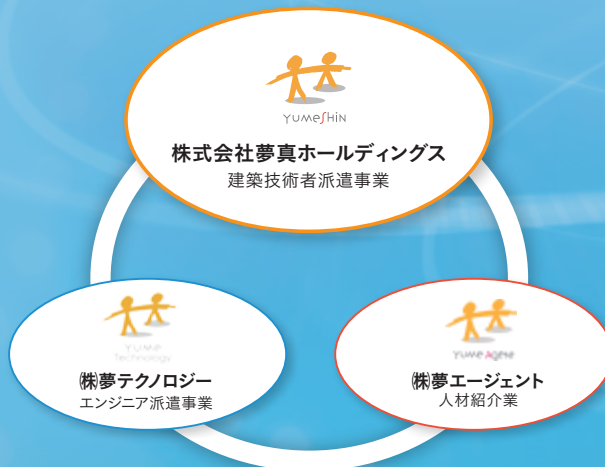 YUMESHIN
株式会社夢真ホールディングス
建築技術者派遣事業
YUME
Technology
㈱夢テクノロジー
エンジニア派遣事業
YUME Agent
㈱夢エージェント
人材紹介業